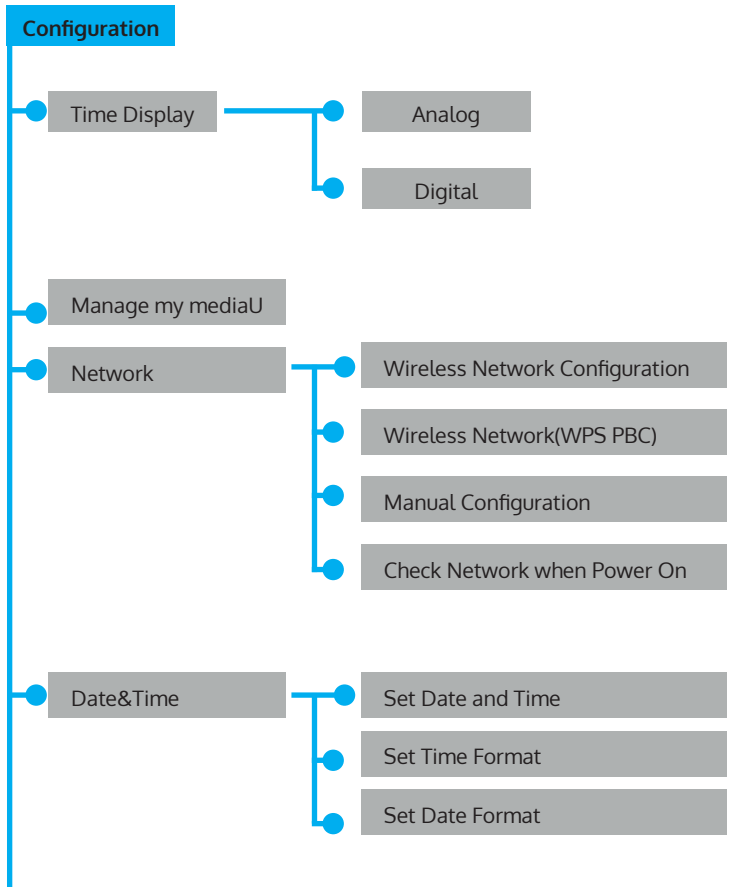 Configuration
Time Display
Analog
Digital
Manage my mediaU
Network
Wireless Network Configuration
Wireless Network(WPS PBC)
Manual Configuration
Check Network when Power On
Date&Time
Set Date and Time
Set Time Format
Set Date Format